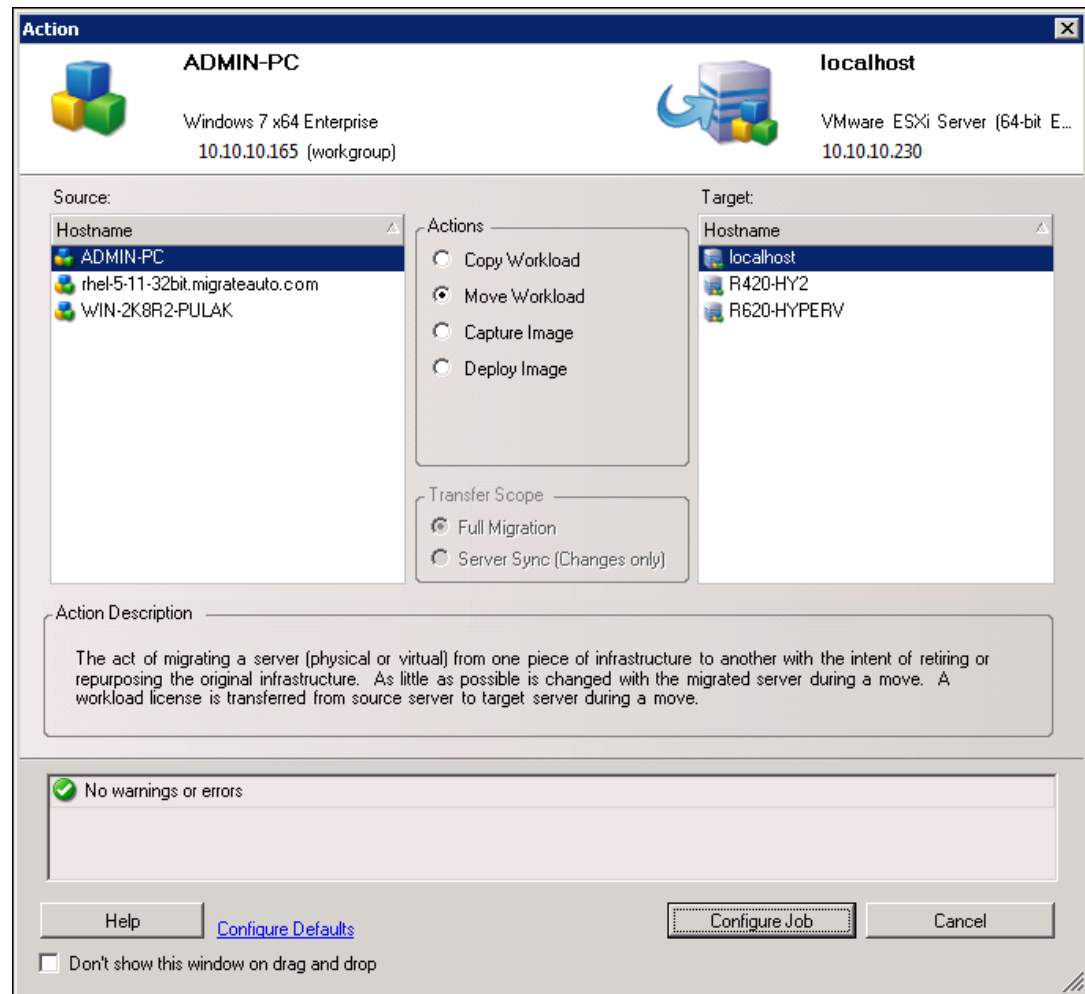 Action
ADMIN-PC
Windows 7 x64 Enterprise
10.10.10.165 (workgroup)
localhost
VMware ESXi Server (64-bit E...
10.10.10.230
Source:
Hostname
ADMIN-PC
rhel-5-11-32bit.migrateauto.com
WIN-2K8R2-PULAK
Actions
Copy Workload
Move Workload
Capture Image
Deploy Image
Transfer Scope
Full Migration
Server Sync (Changes only)
Target:
Hostname
localhost
R420-HY2
R620-HYPERV
Action Description
The act of migrating a server (physical or virtual) from one piece of infrastructure to another with the intent of retiring or
repurposing the original infrastructure. As little as possible is changed with the migrated server during a move. A
workload license is transferred from source server to target server during a move.
No warnings or errors
Help
Configure Defaults
Configure Job
Cancel
Don't show this window on drag and drop